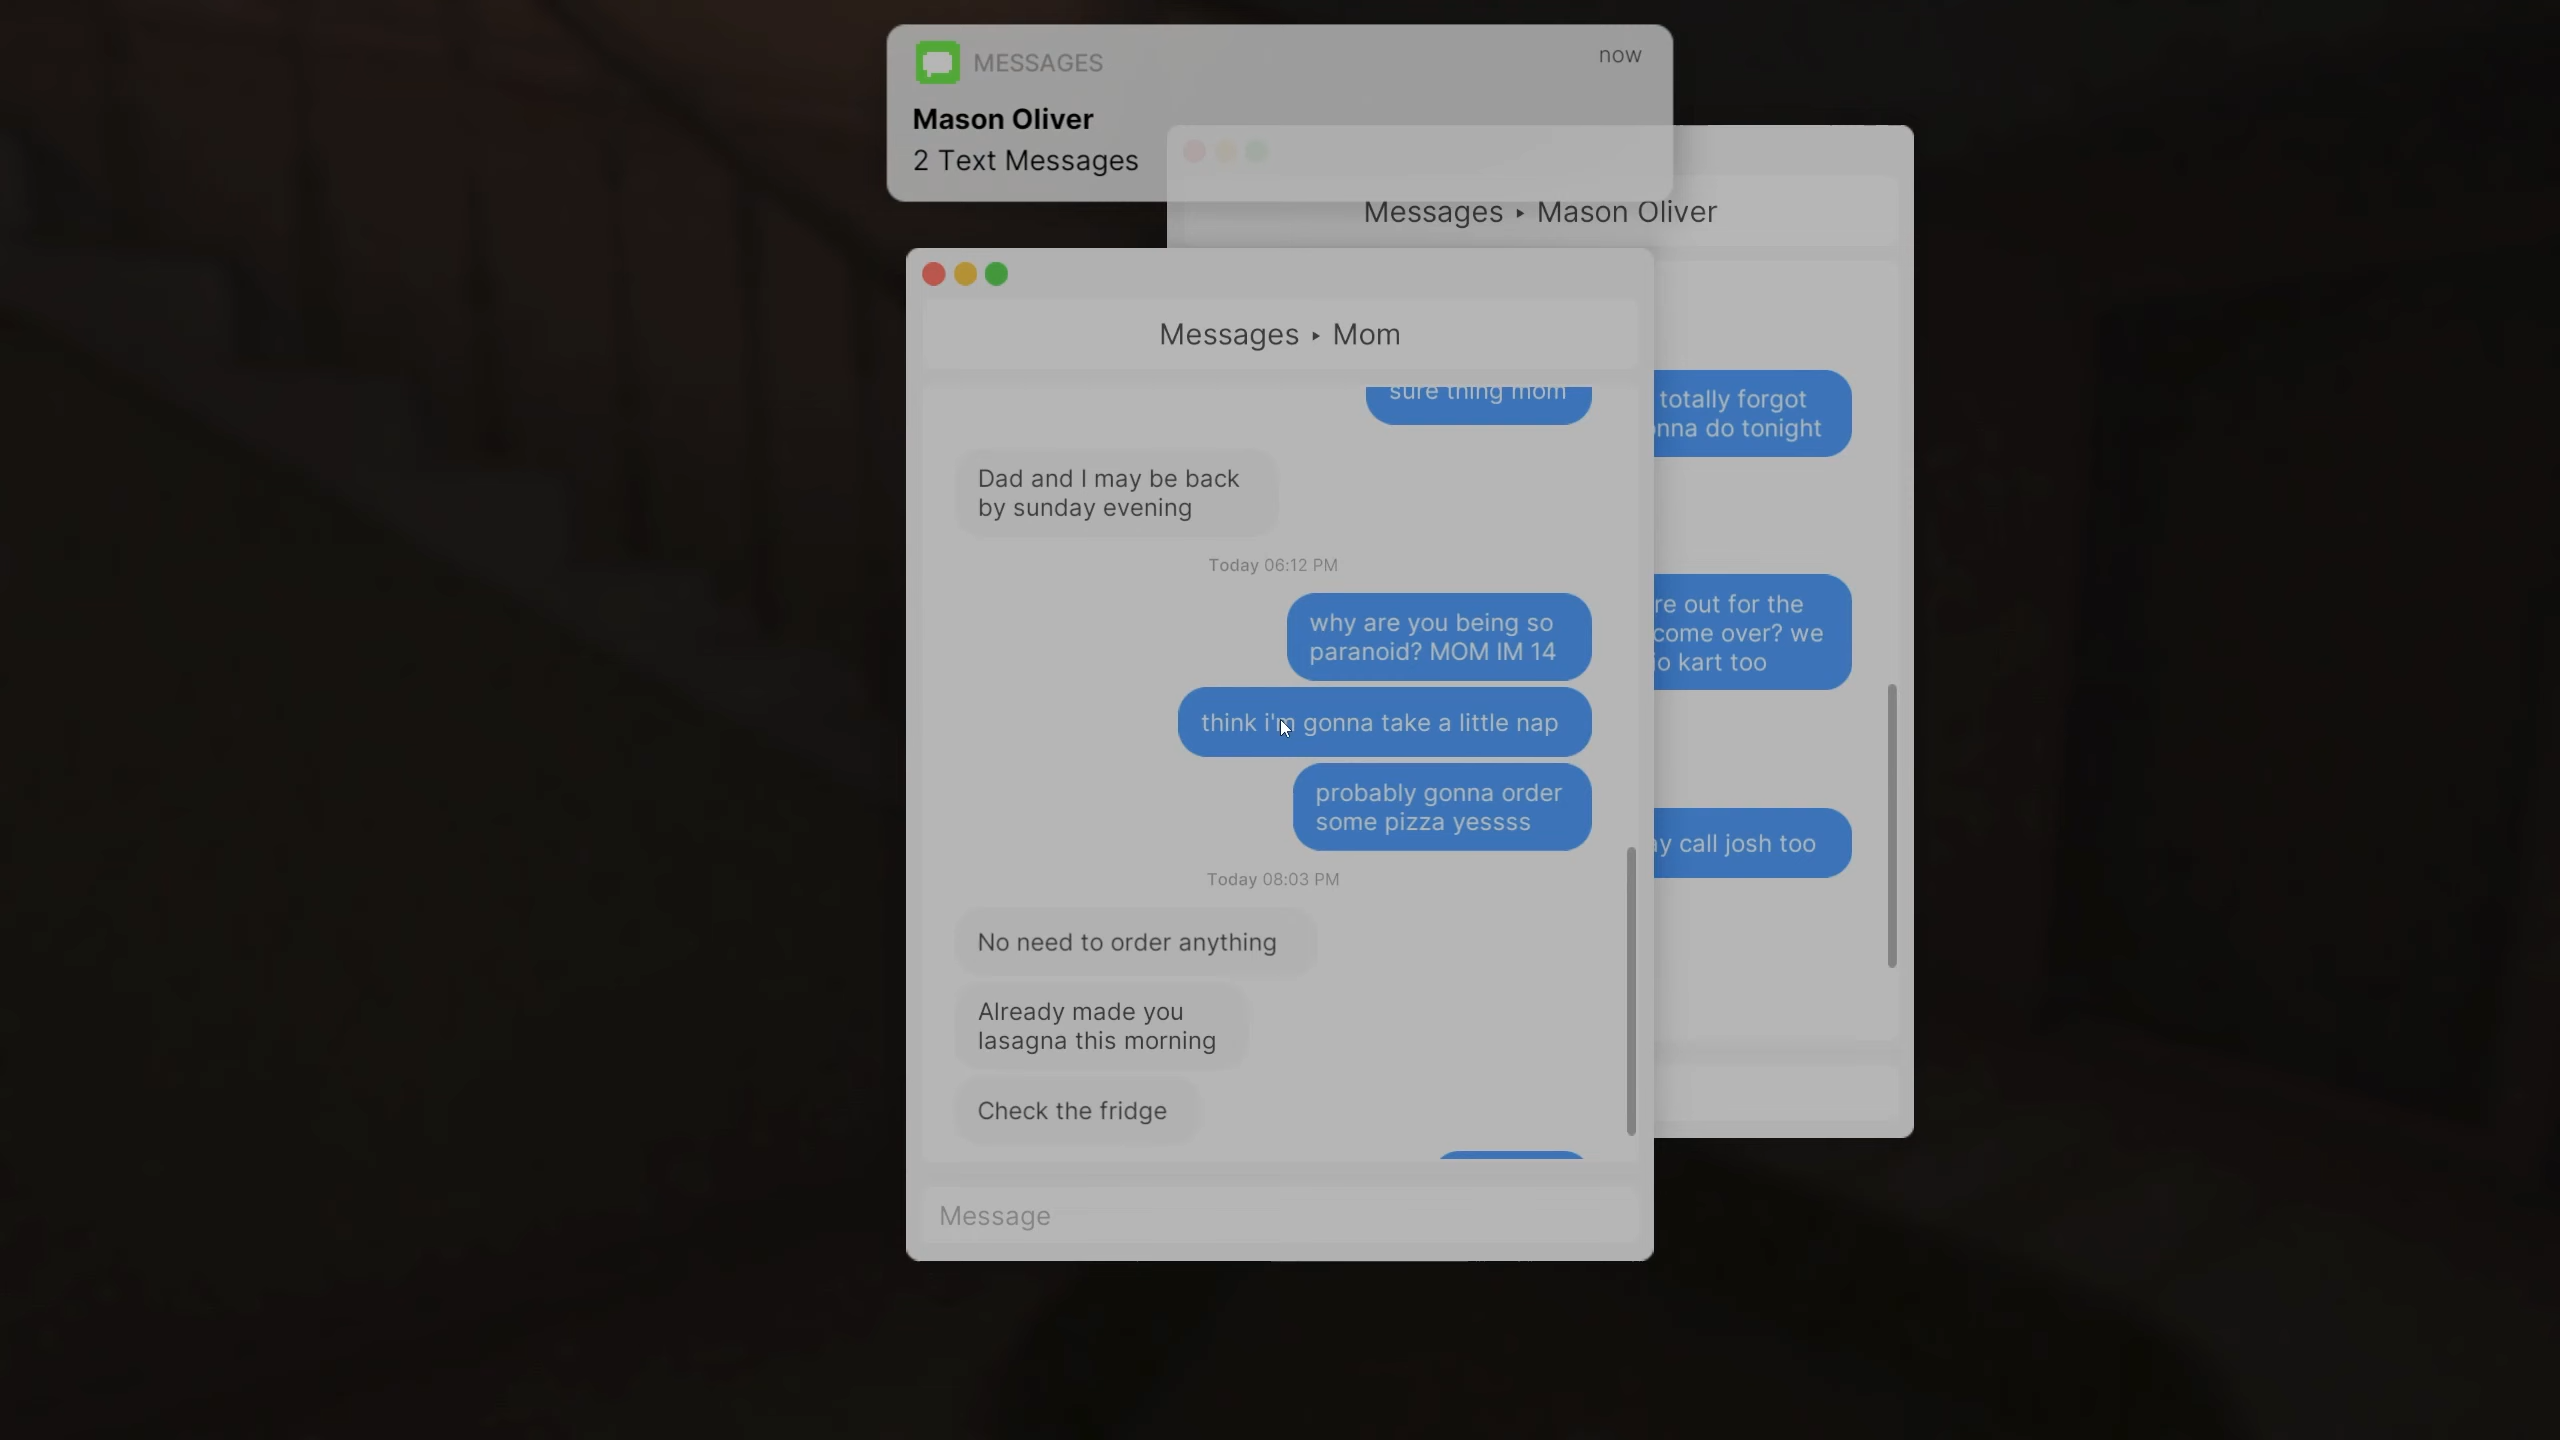 MESSAGES
now
Mason Oliver
2 Text Messages
Messages ▸ Mason Oliver
Messages ▸ Mom
sure thing mom
totally forgot
nna do tonight
Dad and I may be back
by sunday evening
Today 06:12 PM
why are you being so
paranoid? MOM IM 14
re out for the
come over? we
o kart too
think i'm gonna take a little nap
probably gonna order
some pizza yessss
y call josh too
Today 08:03 PM
No need to order anything
Already made you
lasagna this morning
Check the fridge
Message